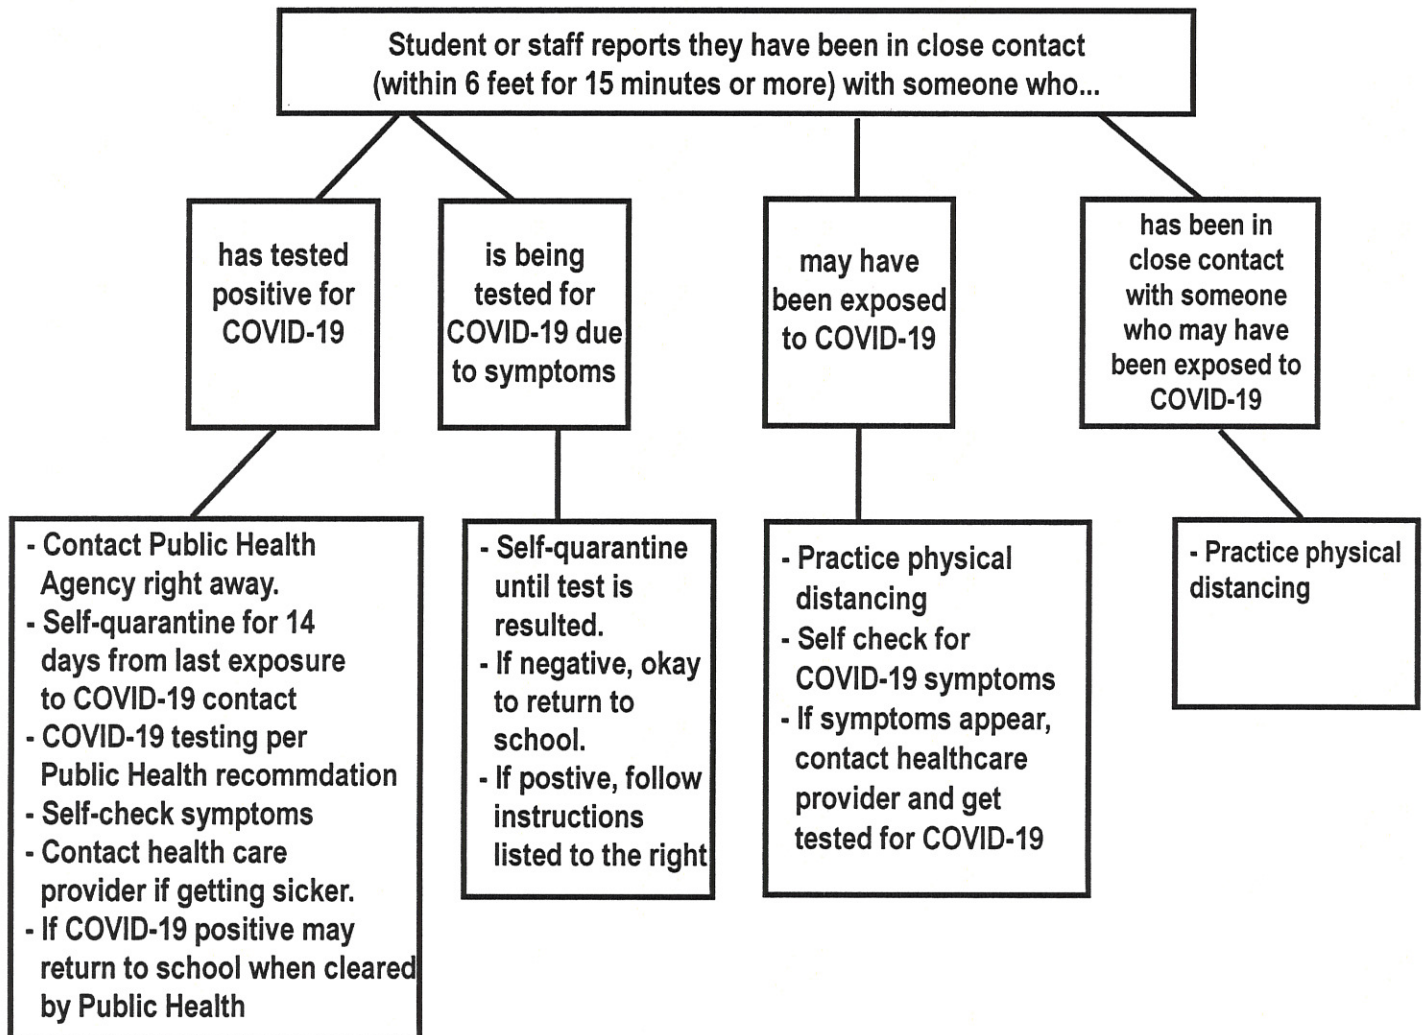 Student or staff reports they have been in close contact
(within 6 feet for 15 minutes or more) with someone who...
has tested
positive for
COVID-19
is being
tested for
COVID-19 due
to symptoms
may have
been exposed
to COVID-19
has been in
close contact
with someone
who may have
been exposed to
COVID-19
- Contact Public Health
Agency right away.
- Self-quarantine for 14
days from last exposure
to COVID-19 contact
- COVID-19 testing per
Public Health recommdation
- Self-check symptoms
- Contact health care
provider if getting sicker.
- If COVID-19 positive may
return to school when cleared
by Public Health
- Self-quarantine
until test is
resulted.
- If negative, okay
to return to
school.
- If postive, follow
instructions
listed to the right
- Practice physical
distancing
- Self check for
COVID-19 symptoms
- If symptoms appear,
contact healthcare
provider and get
tested for COVID-19
- Practice physical
distancing